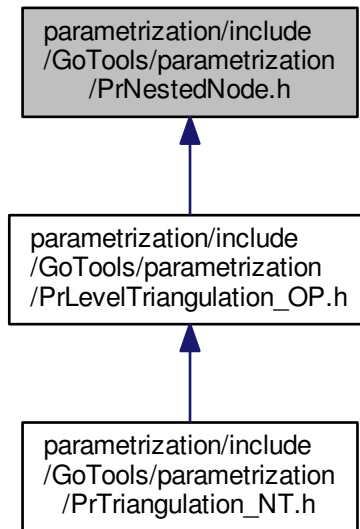 parametrization/include
/GoTools/parametrization
/PrNestedNode.h
parametrization/include
/GoTools/parametrization
/PrLevelTriangulation_OP.h
parametrization/include
/GoTools/parametrization
/PrTriangulation_NT.h